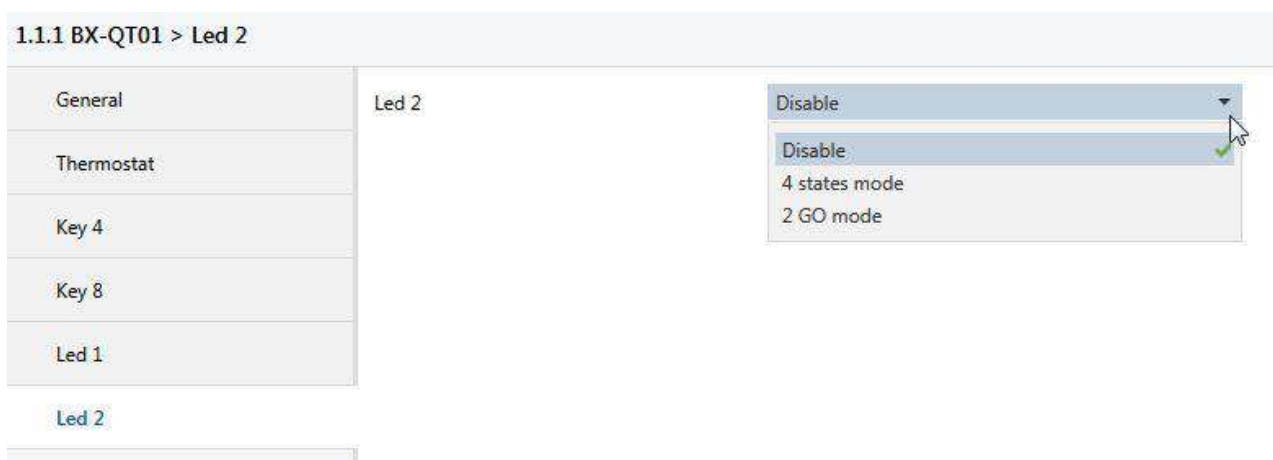 1.1.1 BX-QT01 > Led 2
General
Thermostat
Key 4
Key 8
Led 1
Led 2
Led 2
Disable
Disable
4 states mode
2 GO mode